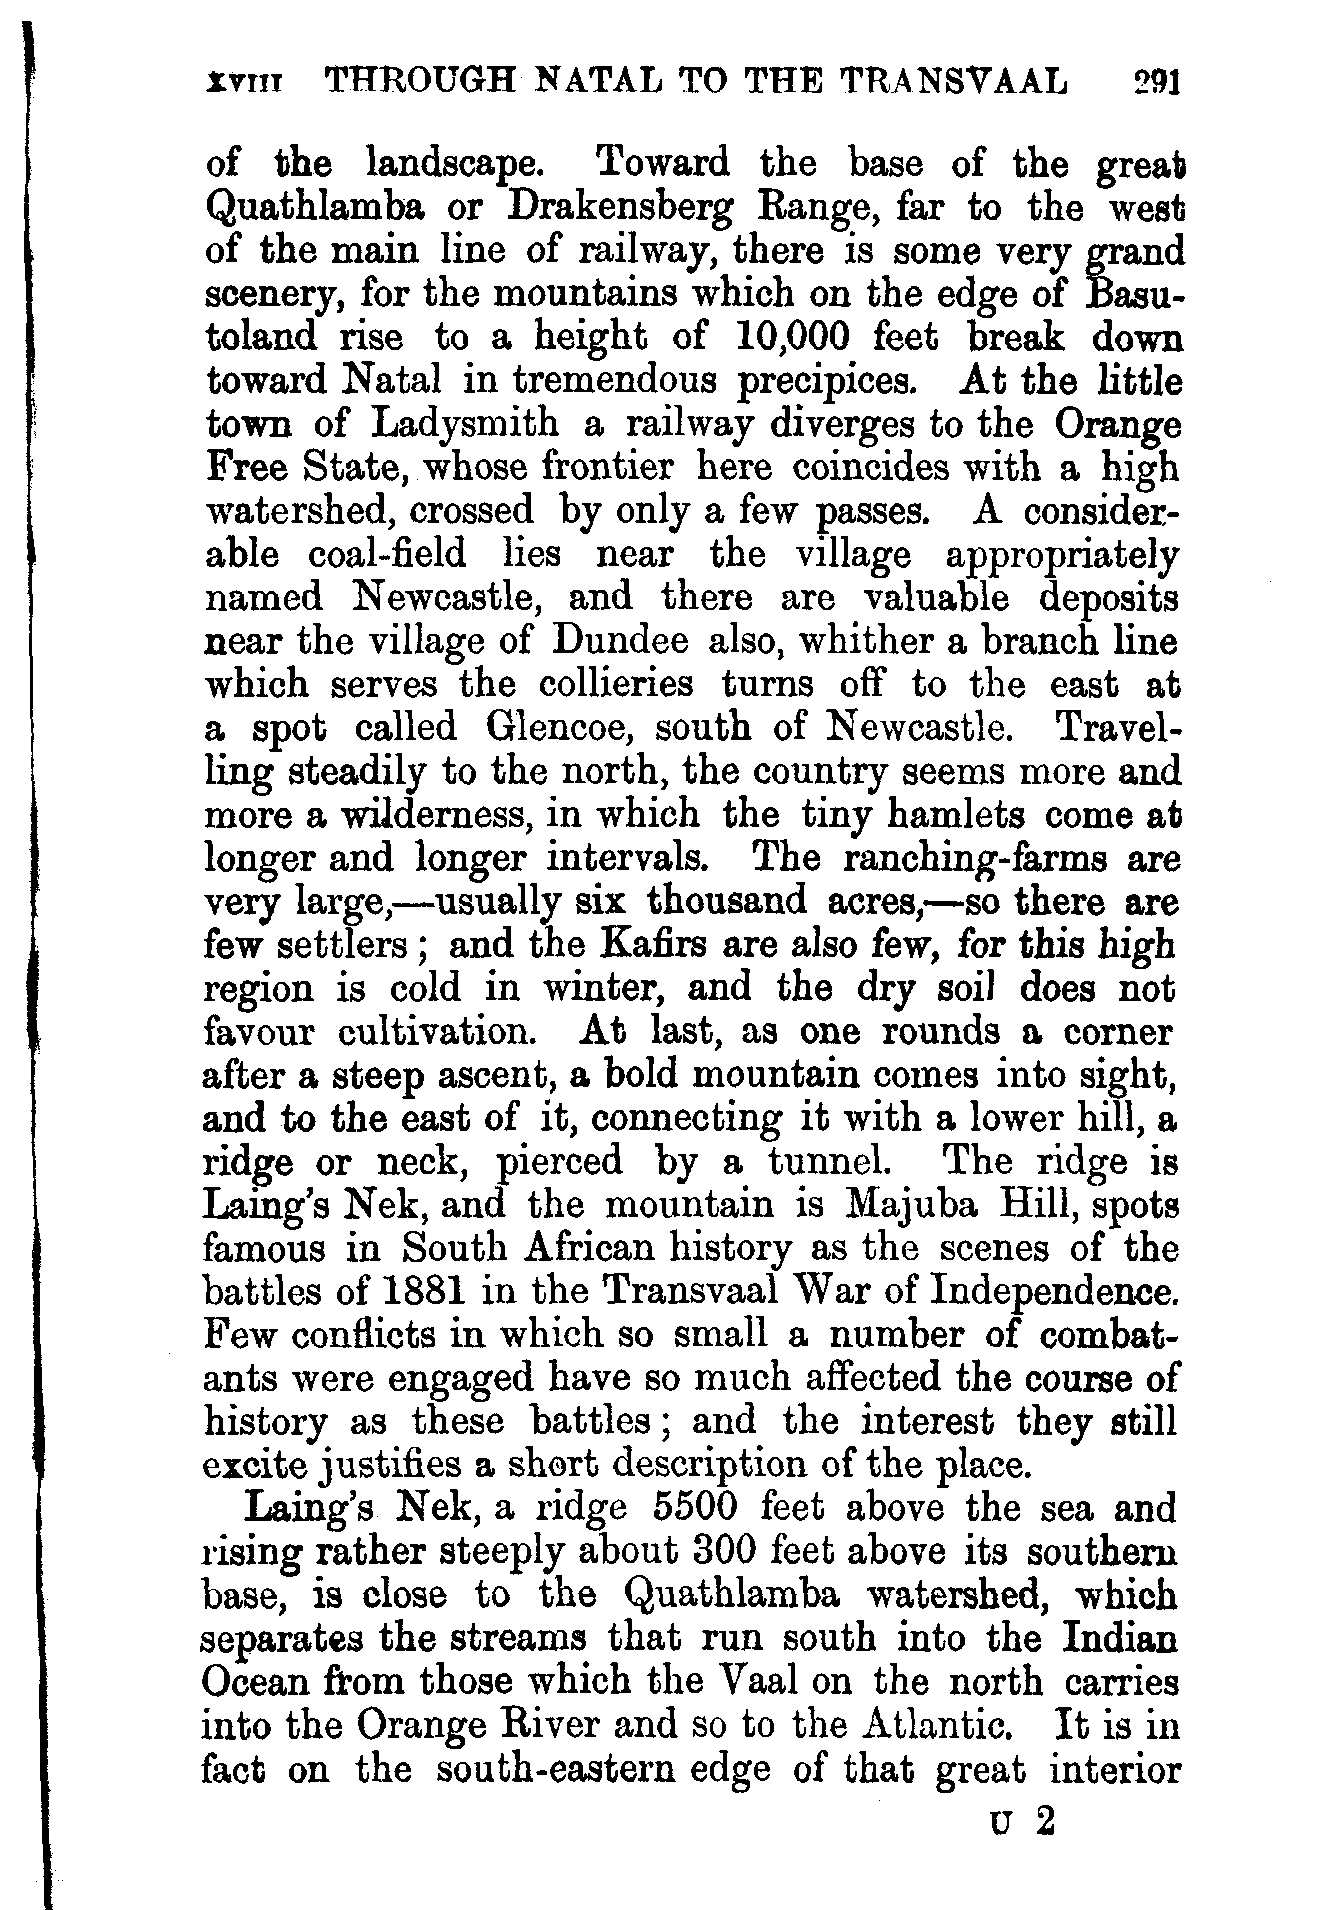 XVIII THROUGH NATAL TO THE TRANSVAAL 291
of the landscape. Toward the base of the great
Quathlamba or Drakensberg Range, far to the west
of the main line of railway, there is some very grand
scenery, for the mountains which on the edge of Basu-
toland rise to a height of 10,000 feet break down
toward Natal in tremendous precipices. At the little
town of Ladysmith a railway diverges to the Orange
Free State, whose frontier here coincides with a high
watershed, crossed by only a few passes. A consider-
able coal-field lies near the village appropriately
named Newcastle, and there are valuable deposits
near the village of Dundee also, whither a branch line
which serves the collieries turns off to the east at
a spot called Glencoe, south of Newcastle. Travel-
ling steadily to the north, the country seems more and
more a wilderness, in which the tiny hamlets come at
longer and longer intervals. The ranching-farms are
very large,—usually six thousand acres,—so there are
few settlers ; and the Kafirs are also few, for this high
region is cold in winter, and the dry soil does not
favour cultivation. At last, as one rounds a corner
after a steep ascent, a bold mountain comes into sight,
and to the east of it, connecting it with a lower hill, a
ridge or neck, pierced by a tunnel. The ridge is
Laing's Nek, and the mountain is Majuba Hill, spots
famous in South African history as the scenes of the
battles of 1881 in the Transvaal War of Independence.
Few conflicts in which so small a number of combat-
ants were engaged have so much affected the course of
history as these battles ; and the interest they still
excite justifies a short description of the place.
Laing's Nek, a ridge 5500 feet above the sea and
rising rather steeply about 300 feet above its southern
base, is close to the Quathlamba watershed, which
separates the streams that run south into the Indian
Ocean from those which the Vaal on the north carries
into the Orange River and so to the Atlantic. It is in
fact on the south-eastern edge of that great interior
U 2